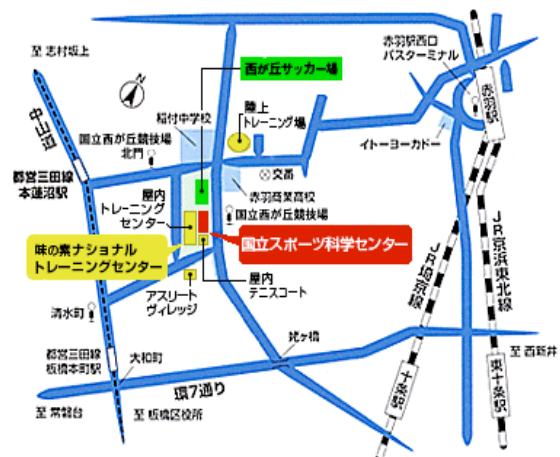 至 志村坂上
中山道
N
西が丘サッカー場
赤羽駅西口
バスターミナル
赤羽駅
稲付中学校
陸上
トレーニング場
国立西が丘競技場
北門
イトーヨーカドー
交番
都営三田線
本蓮沼駅
屋内
トレーニング
センター
赤羽商業高校
国立西が丘競技場
味の素ナショナル
トレーニングセンター
国立スポーツ科学センター
屋内
テニスコート
アスリート
ヴィレッジ
清水町
JR埼京線
JR京浜東北線
都営三田線
板橋本町駅
大和町
姥ヶ橋
至 西新井
環7通り
十条駅
東十条駅
至 常盤台
至 板橋区役所